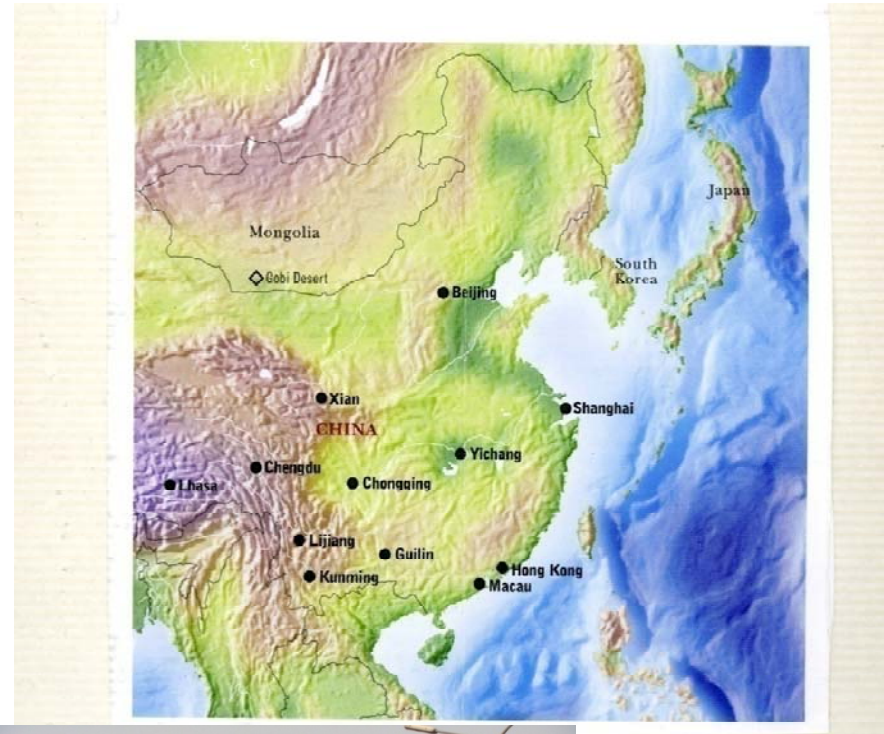 Japan
Mongolia
South
Korea
Gobi Desert
Beijing
Xian
Shanghai
CHINA
Yichang
Chengdu
Chongqing
Lhasa
Lijiang
Guilin
Kunming
Hong Kong
Macau